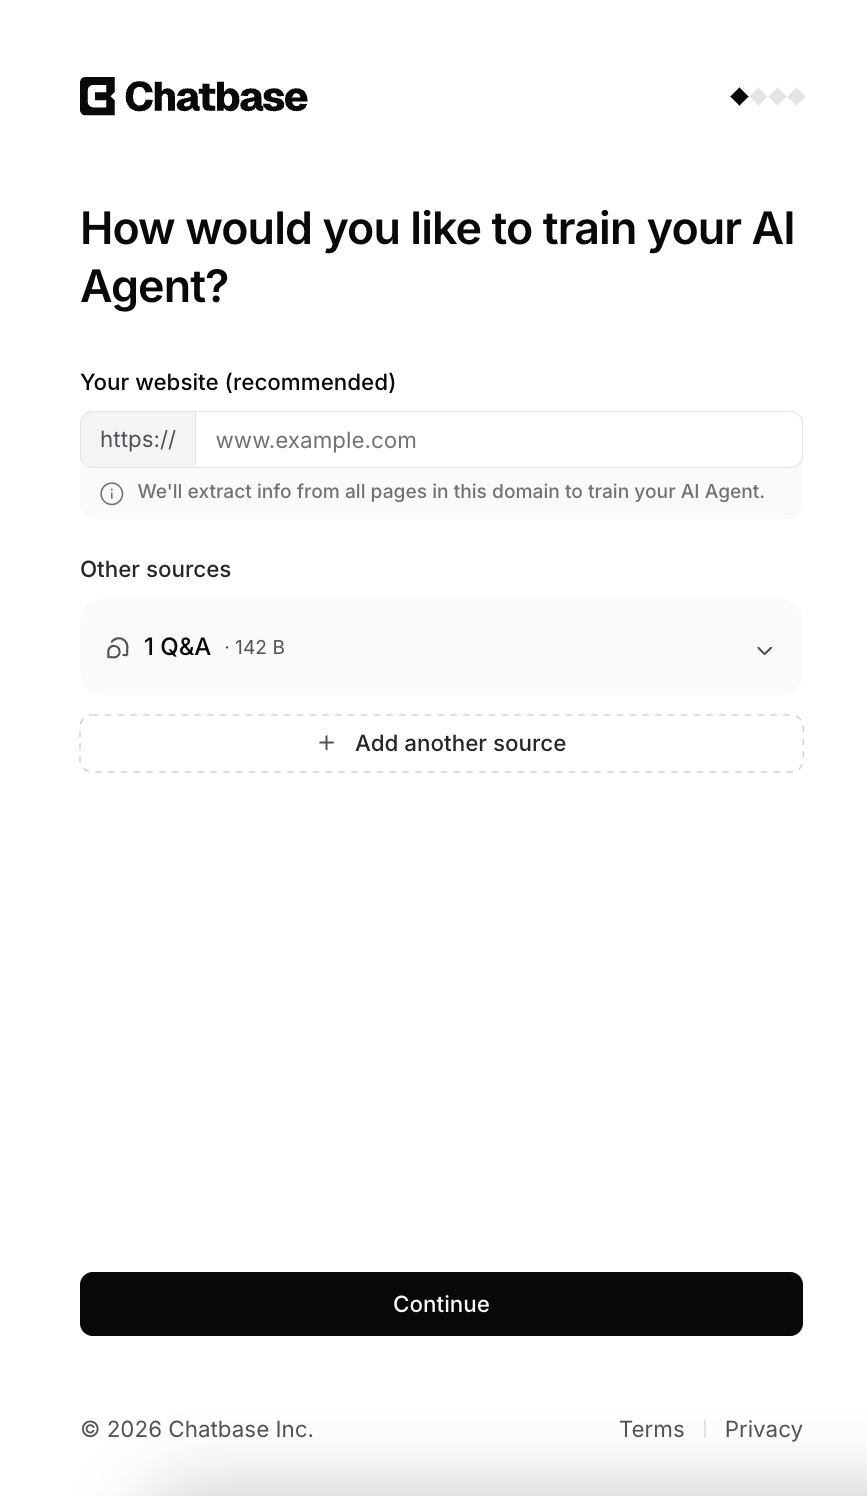 Chatbase
How would you like to train your AI
Agent?
Your website (recommended)
https:// www.example.com
We'll extract info from all pages in this domain to train your AI Agent.
Other sources
1 Q&A · 142 B
+ Add another source
Continue
© 2026 Chatbase Inc. Terms Privacy